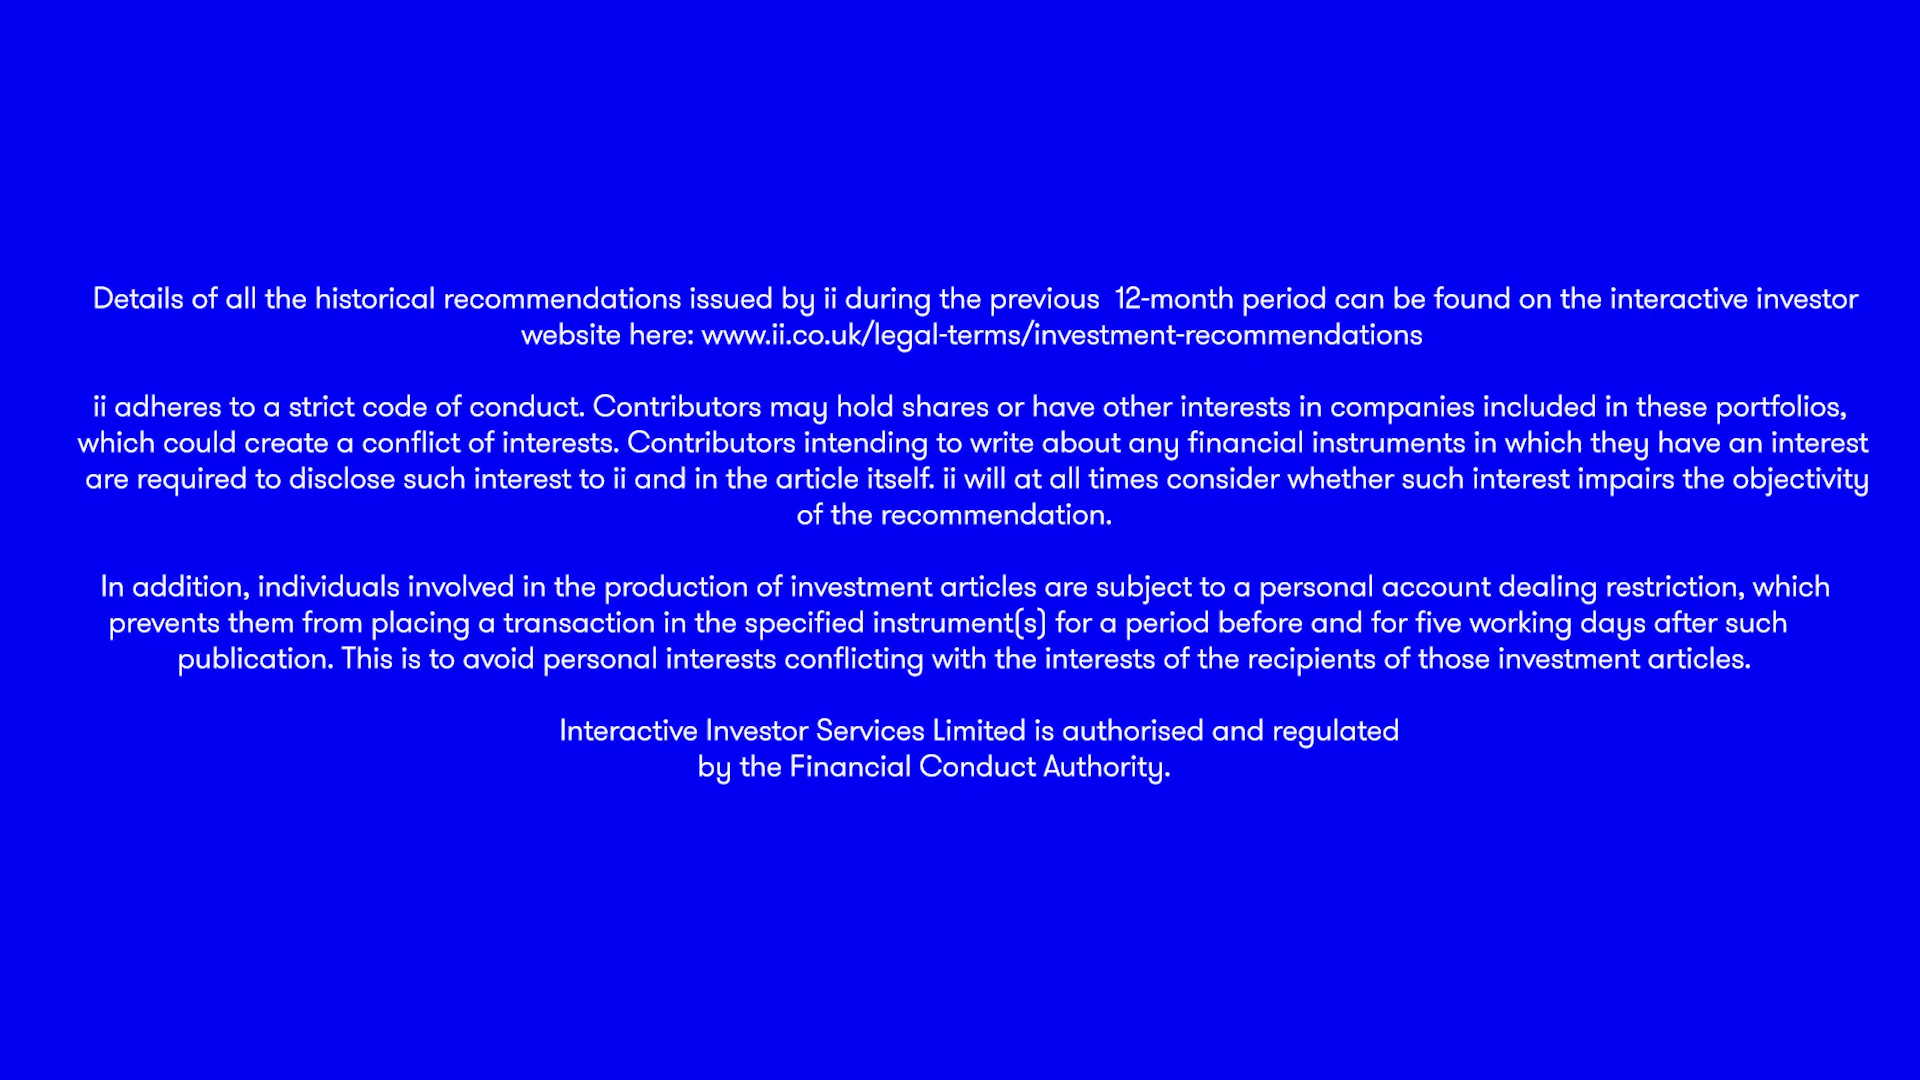 Details of all the historical recommendations issued by ii during the previous  12-month period can be found on the interactive investor
website here: www.ii.co.uk/legal-terms/investment-recommendations
ii adheres to a strict code of conduct. Contributors may hold shares or have other interests in companies included in these portfolios,
which could create a conflict of interests. Contributors intending to write about any financial instruments in which they have an interest
are required to disclose such interest to ii and in the article itself. ii will at all times consider whether such interest impairs the objectivity
of the recommendation.
In addition, individuals involved in the production of investment articles are subject to a personal account dealing restriction, which
prevents them from placing a transaction in the specified instrument(s) for a period before and for five working days after such
publication. This is to avoid personal interests conflicting with the interests of the recipients of those investment articles.
Interactive Investor Services Limited is authorised and regulated
by the Financial Conduct Authority.